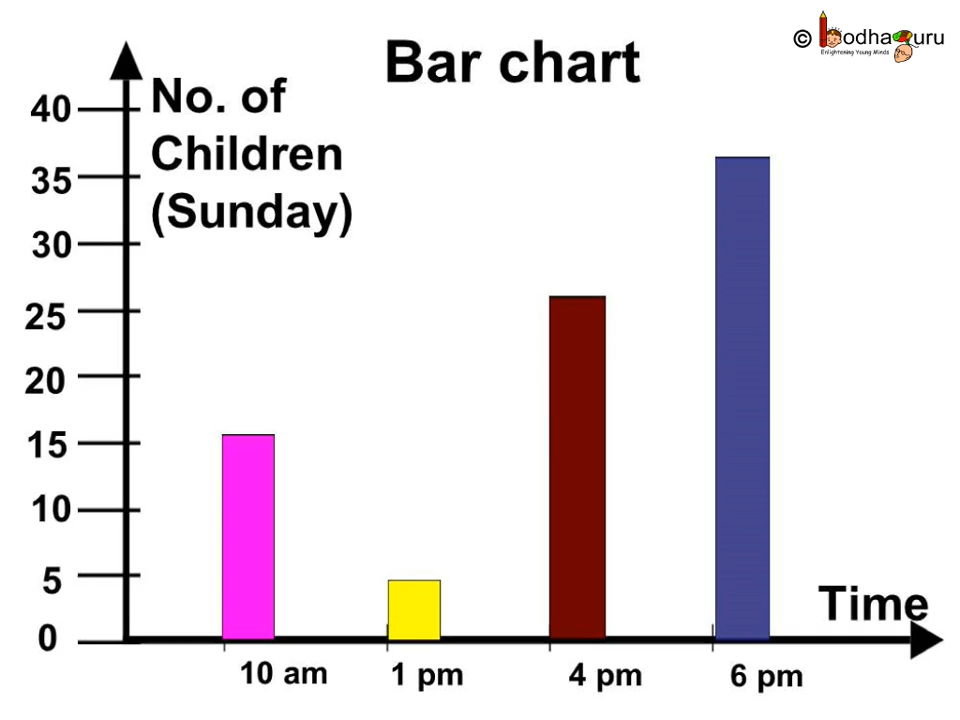 Bar chart
© bodhaguru
Enlightening Young Minds
No. of
Children
(Sunday)
40
35
30
25
20
15
10
5
0
Time
10 am
1 pm
4 pm
6 pm